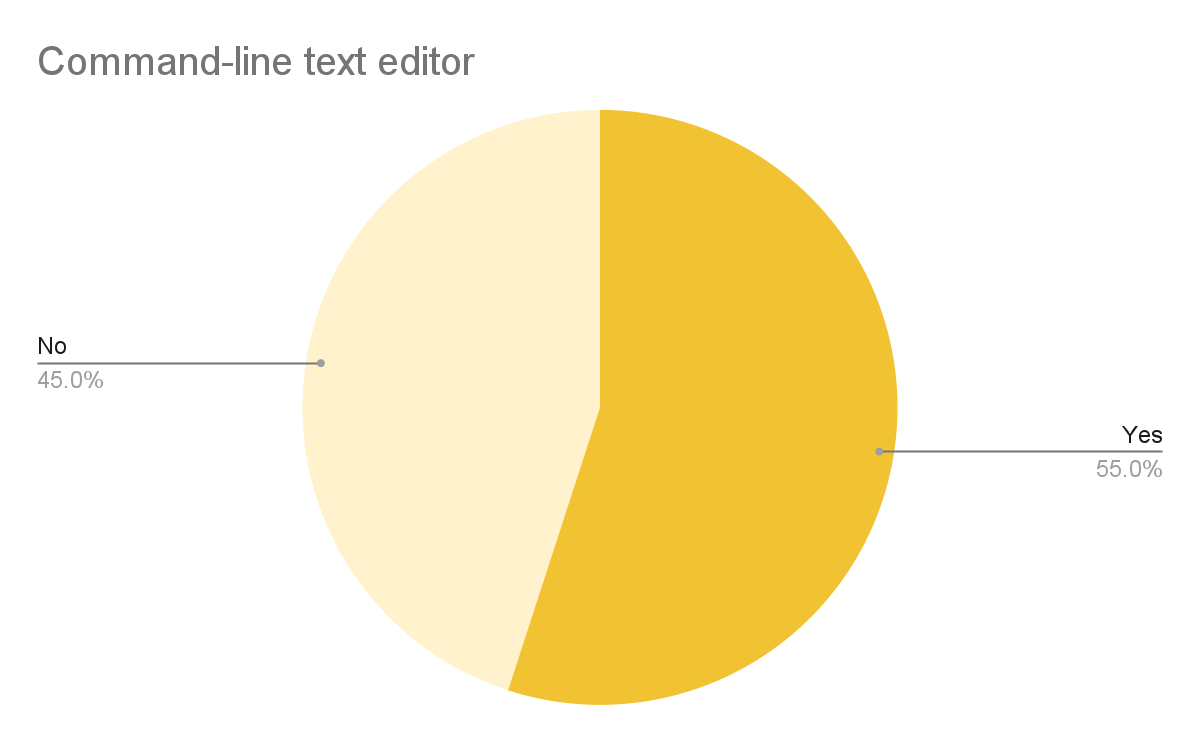 Command-line text editor
No
45.0%
Yes
55.0%